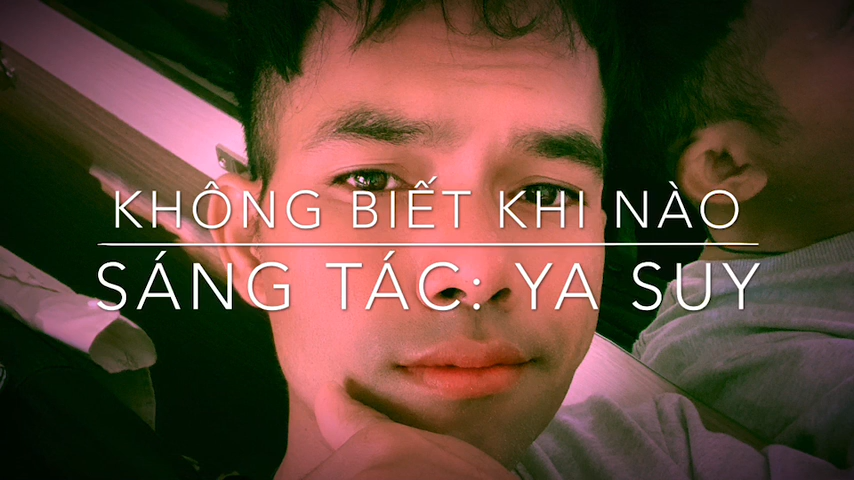 KHÔNG BIẾT KHI NÀO
SÁNG TÁC: YA SUY